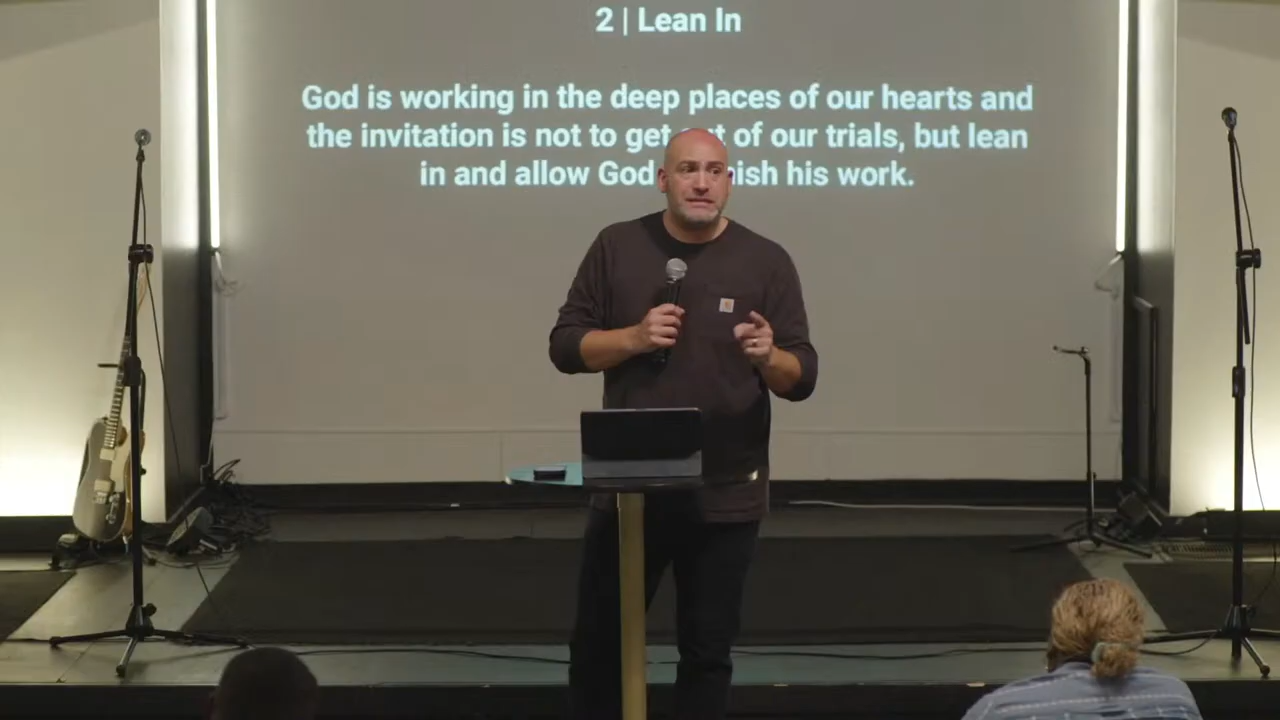 2 | Lean In
God is working in the deep places of our hearts and
the invitation is not to get of our trials, but lean
in and allow God his work.